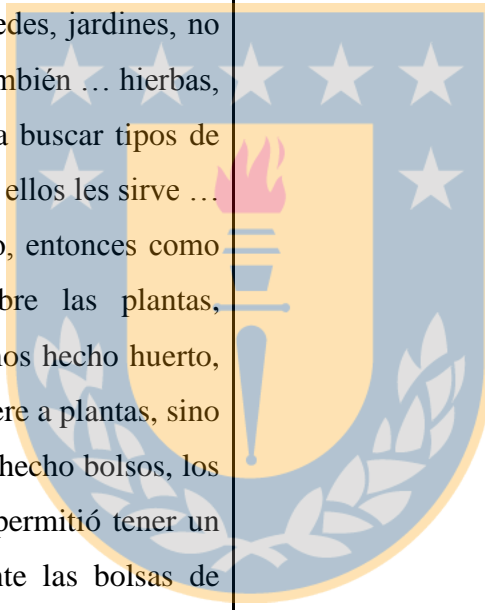 edes, jardines, no
mbién … hierbas,
a buscar tipos de
ellos les sirve …
o, entonces como
bre las plantas,
nos hecho huerto,
ere a plantas, sino
hecho bolsos, los
permitió tener un
nte las bolsas de